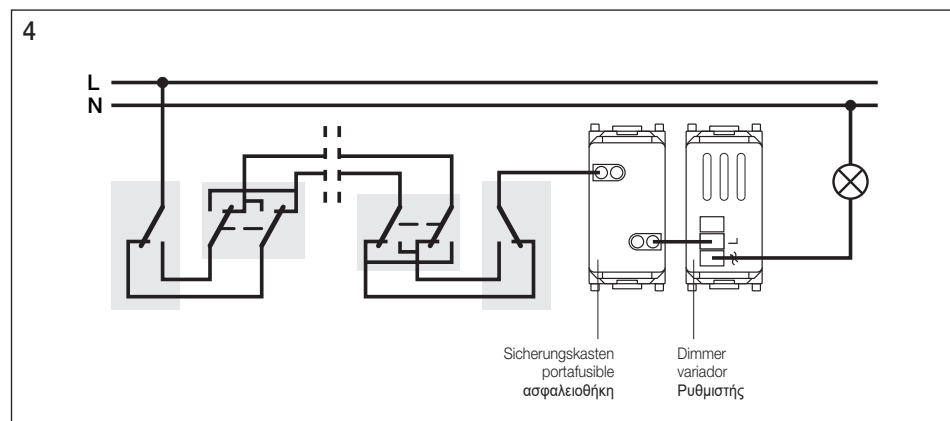 4
L
N
L
Sicherungskasten
portafusible
ασφαλειοθήκη
Dimmer
variador
Ρυθμιστής